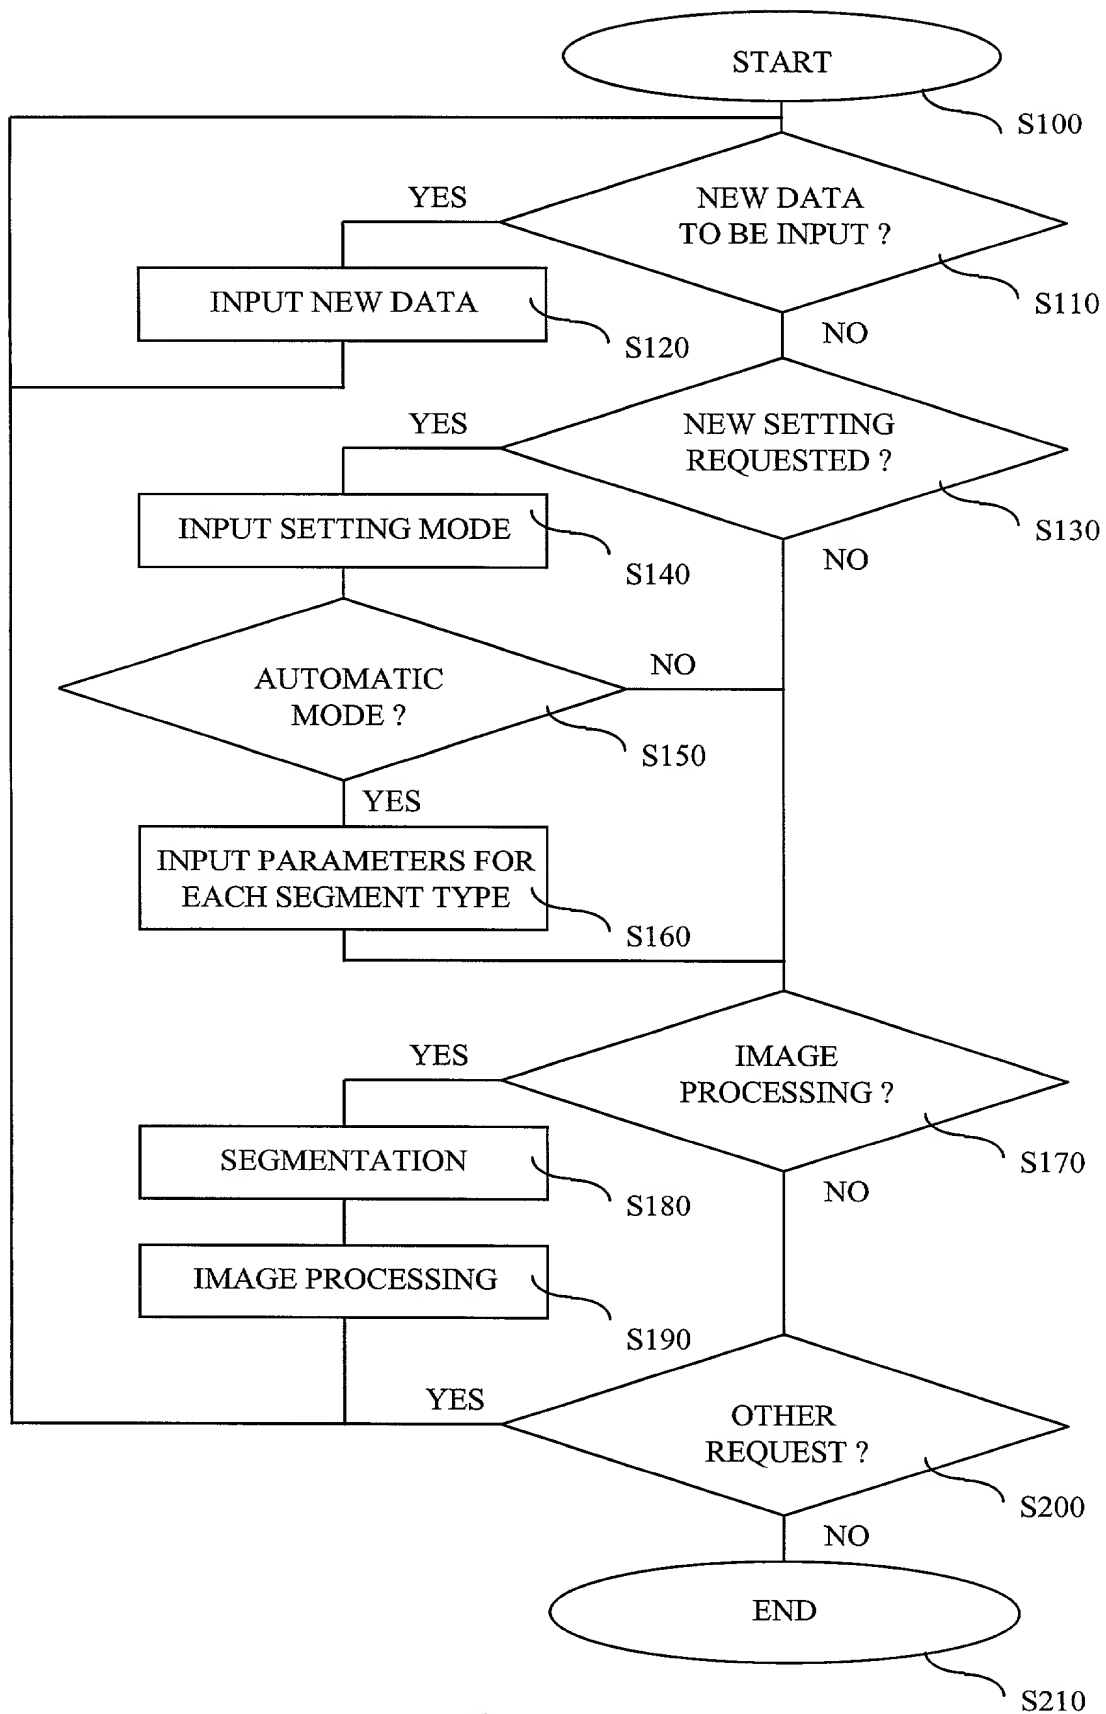 START
S100
YES
NEW DATA
TO BE INPUT ?
S110
INPUT NEW DATA
S120
NO
YES
NEW SETTING
REQUESTED ?
S130
INPUT SETTING MODE
S140
NO
AUTOMATIC
MODE ?
NO
S150
YES
INPUT PARAMETERS FOR
EACH SEGMENT TYPE
S160
YES
IMAGE
PROCESSING ?
S170
SEGMENTATION
S180
NO
IMAGE PROCESSING
S190
YES
OTHER
REQUEST ?
S200
NO
END
S210